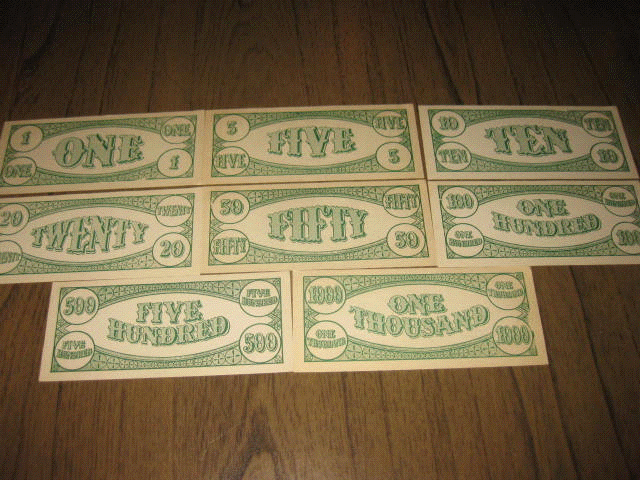 1 ONE
ONE
ONE 1
5 FIVE
FIVE
FIVE 5
10 TEN
TEN
TEN 10
20 TWENTY
TWENTY
TWENTY 20
50 FIFTY
FIFTY
FIFTY 50
100 ONE HUNDRED
ONE
HUNDRED
ONE HUNDRED 100
500 FIVE HUNDRED
FIVE
HUNDRED
FIVE HUNDRED 500
1000 ONE THOUSAND
ONE
THOUSAND
ONE THOUSAND 1000